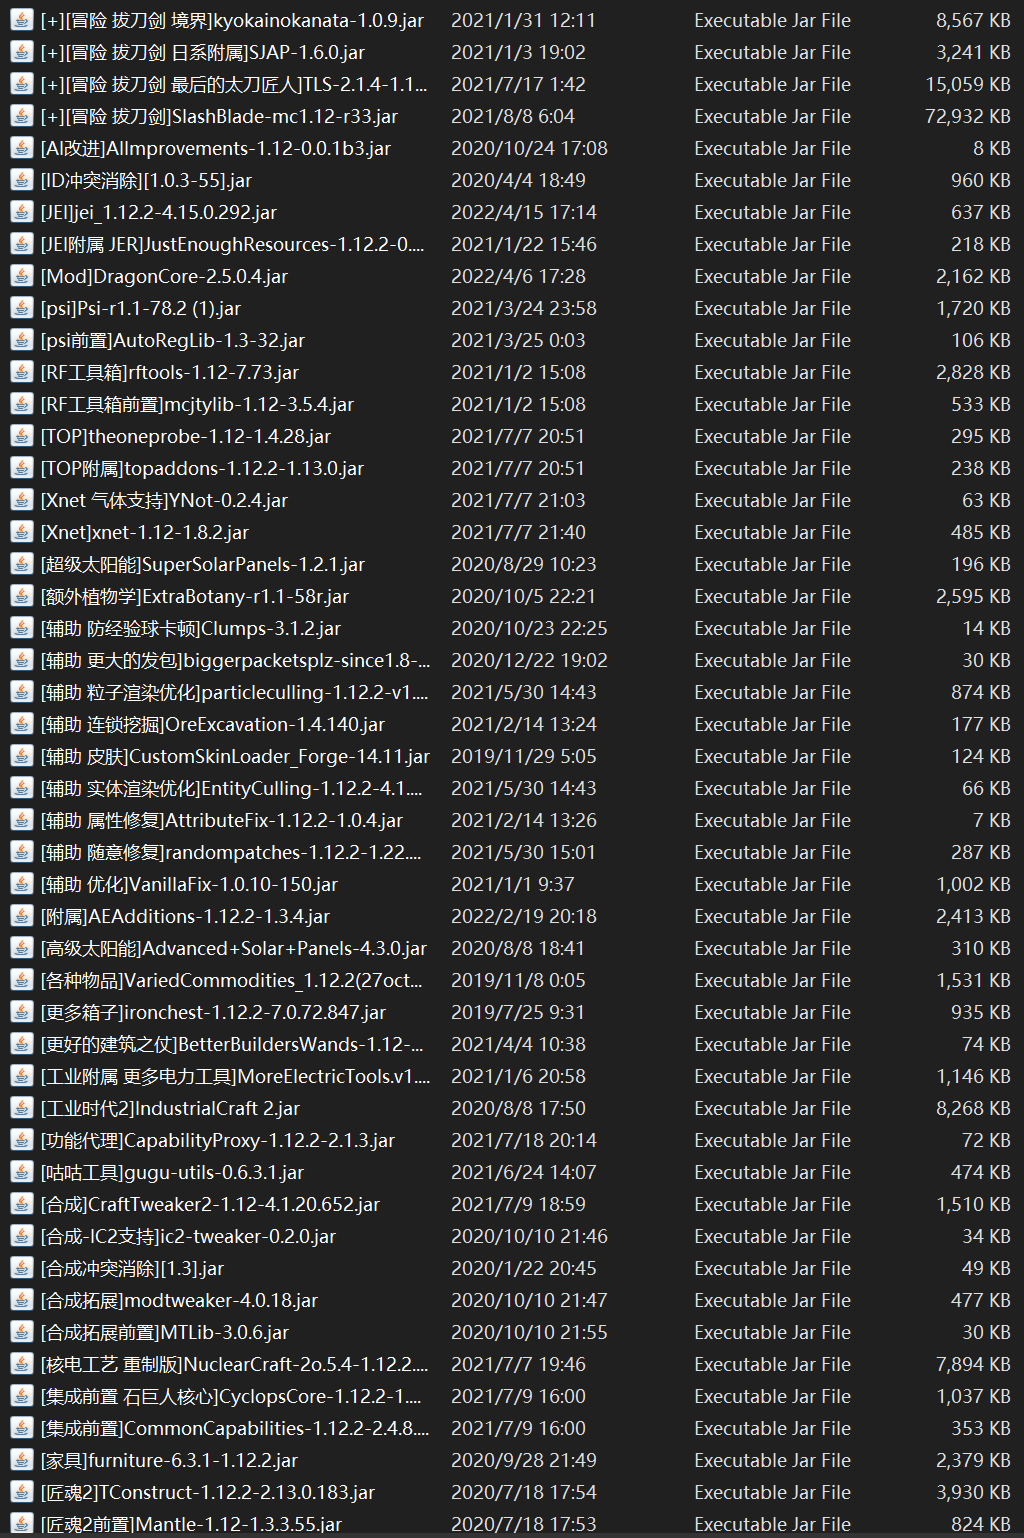 [+][冒险 拔刀剑 境界]kyokainokanata-1.0.9.jar 2021/1/31 12:11 Executable Jar File 8,567 KB
[+][冒险 拔刀剑 日系附属]SJAP-1.6.0.jar 2021/1/3 19:02 Executable Jar File 3,241 KB
[+][冒险 拔刀剑 最后的太刀匠人]TLS-2.1.4-1.1... 2021/7/17 1:42 Executable Jar File 15,059 KB
[+][冒险 拔刀剑]SlashBlade-mc1.12-r33.jar 2021/8/8 6:04 Executable Jar File 72,932 KB
[AI改进]AIImprovements-1.12-0.0.1b3.jar 2020/10/24 17:08 Executable Jar File 8 KB
[ID冲突消除][1.0.3-55].jar 2020/4/4 18:49 Executable Jar File 960 KB
[JEI]jei_1.12.2-4.15.0.292.jar 2022/4/15 17:14 Executable Jar File 637 KB
[JEI附属 JER]JustEnoughResources-1.12.2-0.... 2021/1/22 15:46 Executable Jar File 218 KB
[Mod]DragonCore-2.5.0.4.jar 2022/4/6 17:28 Executable Jar File 2,162 KB
[psi]Psi-r1.1-78.2 (1).jar 2021/3/24 23:58 Executable Jar File 1,720 KB
[psi前置]AutoRegLib-1.3-32.jar 2021/3/25 0:03 Executable Jar File 106 KB
[RF工具箱]rftools-1.12-7.73.jar 2021/1/2 15:08 Executable Jar File 2,828 KB
[RF工具箱前置]mcjtylib-1.12-3.5.4.jar 2021/1/2 15:08 Executable Jar File 533 KB
[TOP]theoneprobe-1.12-1.4.28.jar 2021/7/7 20:51 Executable Jar File 295 KB
[TOP附属]topaddons-1.12.2-1.13.0.jar 2021/7/7 20:51 Executable Jar File 238 KB
[Xnet 气体支持]YNot-0.2.4.jar 2021/7/7 21:03 Executable Jar File 63 KB
[Xnet]xnet-1.12-1.8.2.jar 2021/7/7 21:40 Executable Jar File 485 KB
[超级太阳能]SuperSolarPanels-1.2.1.jar 2020/8/29 10:23 Executable Jar File 196 KB
[额外植物学]ExtraBotany-r1.1-58r.jar 2020/10/5 22:21 Executable Jar File 2,595 KB
[辅助 防经验球卡顿]Clumps-3.1.2.jar 2020/10/23 22:25 Executable Jar File 14 KB
[辅助 更大的发包]biggerpacketsplz-since1.8-... 2020/12/22 19:02 Executable Jar File 30 KB
[辅助 粒子渲染优化]particleculling-1.12.2-v1.... 2021/5/30 14:43 Executable Jar File 874 KB
[辅助 连锁挖掘]OreExcavation-1.4.140.jar 2021/2/14 13:24 Executable Jar File 177 KB
[辅助 皮肤]CustomSkinLoader_Forge-14.11.jar 2019/11/29 5:05 Executable Jar File 124 KB
[辅助 实体渲染优化]EntityCulling-1.12.2-4.1.... 2021/5/30 14:43 Executable Jar File 66 KB
[辅助 属性修复]AttributeFix-1.12.2-1.0.4.jar 2021/2/14 13:26 Executable Jar File 7 KB
[辅助 随意修复]randompatches-1.12.2-1.22.... 2021/5/30 15:01 Executable Jar File 287 KB
[辅助 优化]VanillaFix-1.0.10-150.jar 2021/1/1 9:37 Executable Jar File 1,002 KB
[附属]AEAdditions-1.12.2-1.3.4.jar 2022/2/19 20:18 Executable Jar File 2,413 KB
[高级太阳能]Advanced+Solar+Panels-4.3.0.jar 2020/8/8 18:41 Executable Jar File 310 KB
[各种物品]VariedCommodities_1.12.2(27oct... 2019/11/8 0:05 Executable Jar File 1,531 KB
[更多箱子]ironchest-1.12.2-7.0.72.847.jar 2019/7/25 9:31 Executable Jar File 935 KB
[更好的建筑之仗]BetterBuildersWands-1.12-... 2021/4/4 10:38 Executable Jar File 74 KB
[工业附属 更多电力工具]MoreElectricTools.v1.... 2021/1/6 20:58 Executable Jar File 1,146 KB
[工业时代2]IndustrialCraft 2.jar 2020/8/8 17:50 Executable Jar File 8,268 KB
[功能代理]CapabilityProxy-1.12.2-2.1.3.jar 2021/7/18 20:14 Executable Jar File 72 KB
[咕咕工具]gugu-utils-0.6.3.1.jar 2021/6/24 14:07 Executable Jar File 474 KB
[合成]CraftTweaker2-1.12-4.1.20.652.jar 2021/7/9 18:59 Executable Jar File 1,510 KB
[合成-IC2支持]ic2-tweaker-0.2.0.jar 2020/10/10 21:46 Executable Jar File 34 KB
[合成冲突消除][1.3].jar 2020/1/22 20:45 Executable Jar File 49 KB
[合成拓展]modtweaker-4.0.18.jar 2020/10/10 21:47 Executable Jar File 477 KB
[合成拓展前置]MTLib-3.0.6.jar 2020/10/10 21:55 Executable Jar File 30 KB
[核电工艺 重制版]NuclearCraft-2o.5.4-1.12.2.... 2021/7/7 19:46 Executable Jar File 7,894 KB
[集成前置 石巨人核心]CyclopsCore-1.12.2-1.... 2021/7/9 16:00 Executable Jar File 1,037 KB
[集成前置]CommonCapabilities-1.12.2-2.4.8.... 2021/7/9 16:00 Executable Jar File 353 KB
[家具]furniture-6.3.1-1.12.2.jar 2020/9/28 21:49 Executable Jar File 2,379 KB
[匠魂2]TConstruct-1.12.2-2.13.0.183.jar 2020/7/18 17:54 Executable Jar File 3,930 KB
[匠魂2前置]Mantle-1.12-1.3.3.55.jar 2020/7/18 17:53 Executable Jar File 824 KB